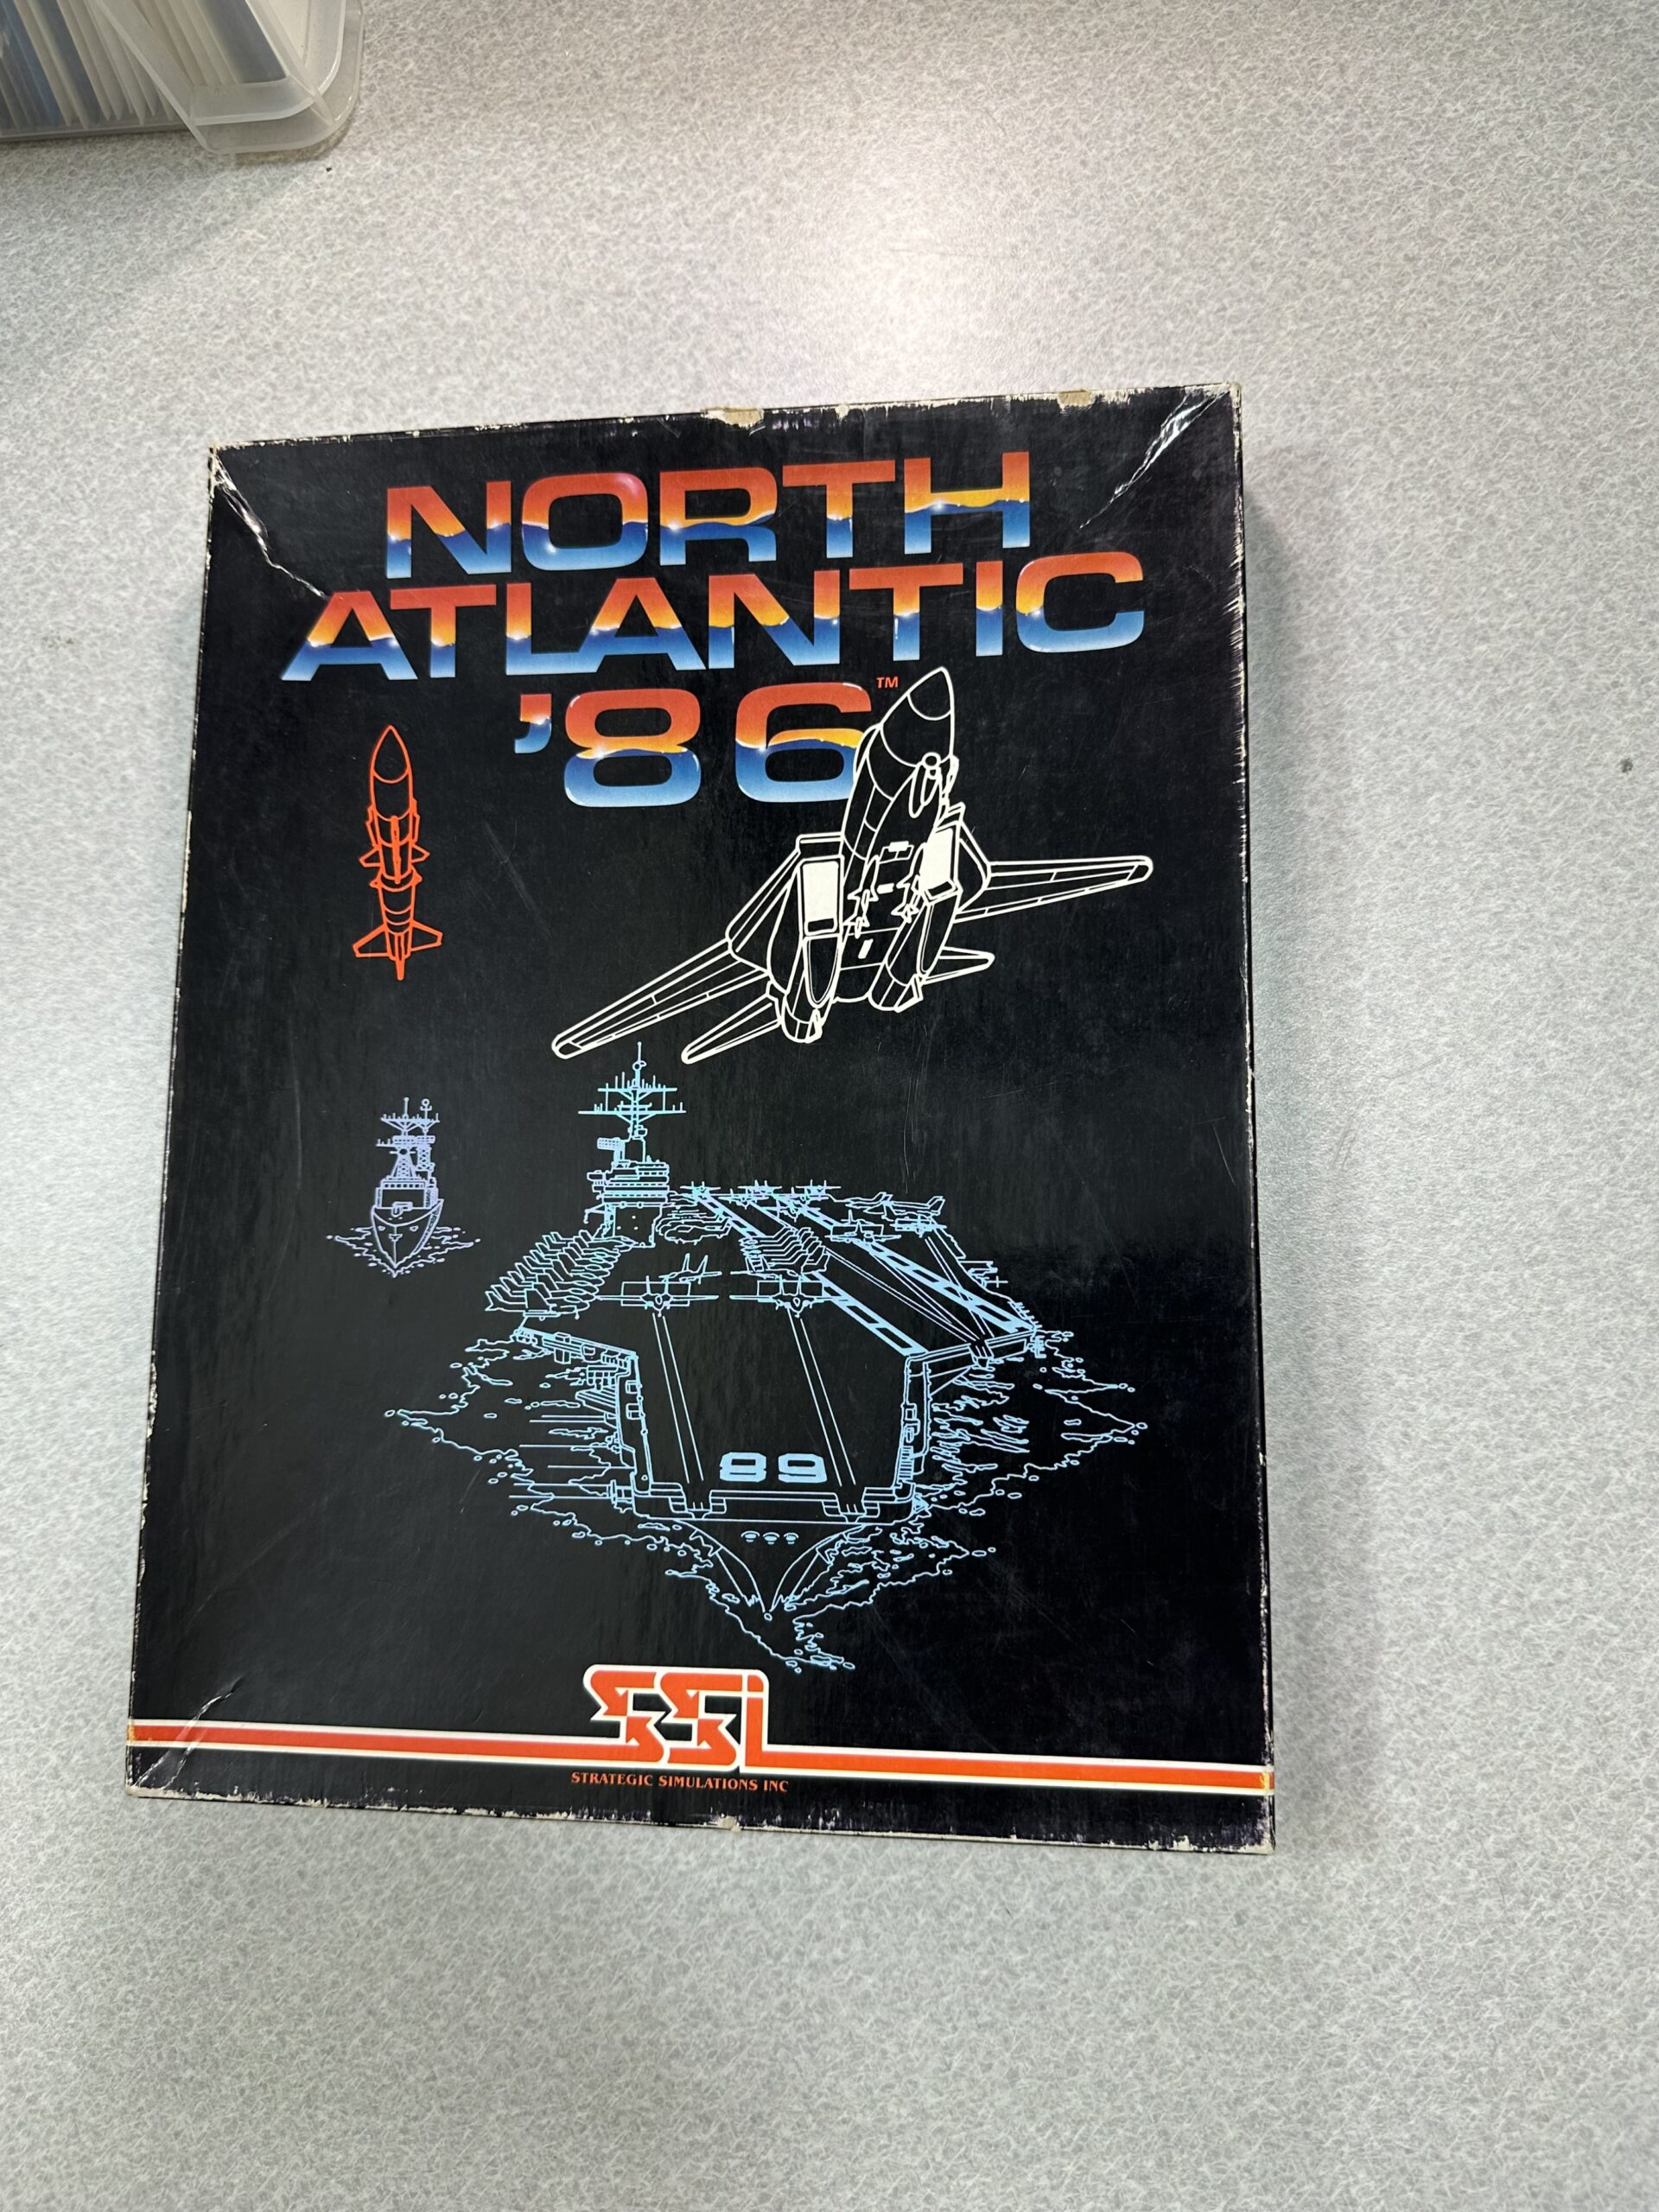 NORTH
ATLANTIC
'86™
89
SSI
STRATEGIC SIMULATIONS INC